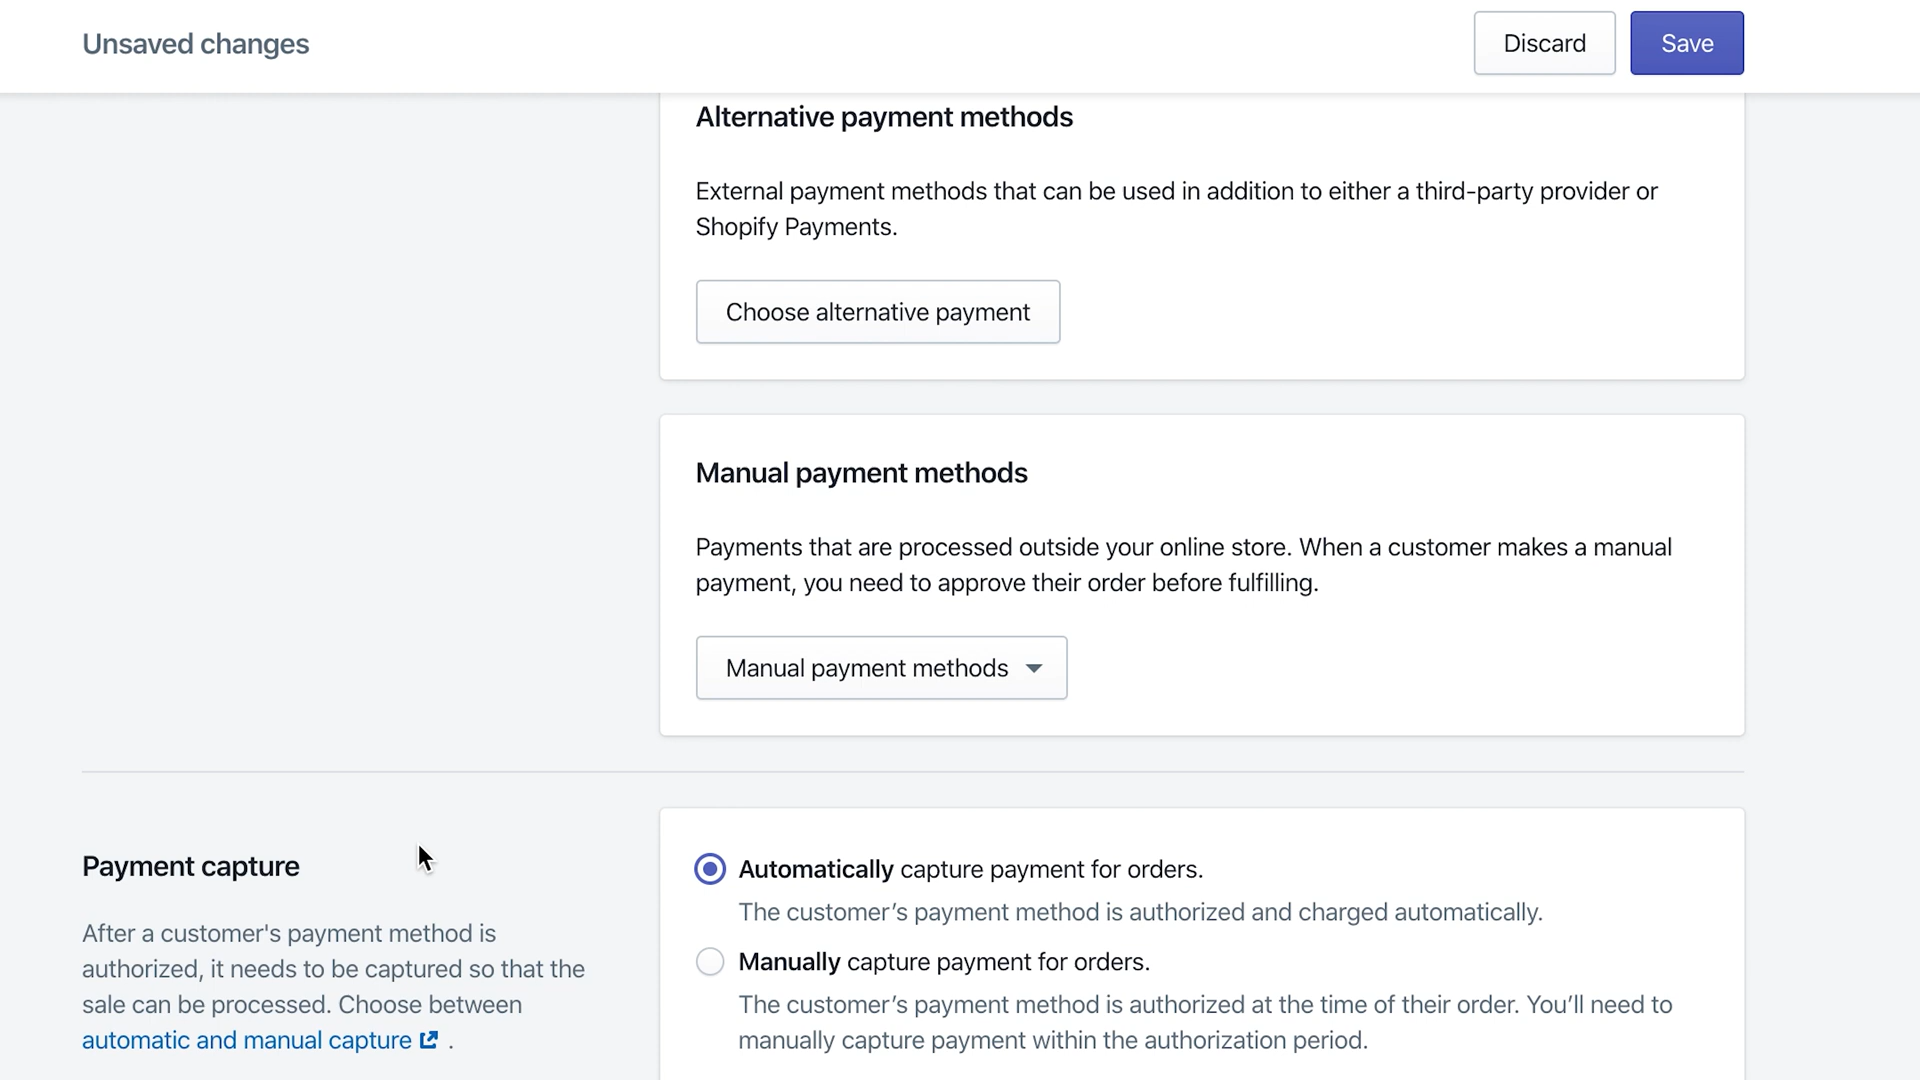 Unsaved changes
Discard
Save
Alternative payment methods
External payment methods that can be used in addition to either a third-party provider or
Shopify Payments.
Choose alternative payment
Manual payment methods
Payments that are processed outside your online store. When a customer makes a manual
payment, you need to approve their order before fulfilling.
Manual payment methods
Payment capture
After a customer's payment method is
authorized, it needs to be captured so that the
sale can be processed. Choose between
automatic and manual capture .
Automatically capture payment for orders.
The customer’s payment method is authorized and charged automatically.
Manually capture payment for orders.
The customer’s payment method is authorized at the time of their order. You’ll need to
manually capture payment within the authorization period.